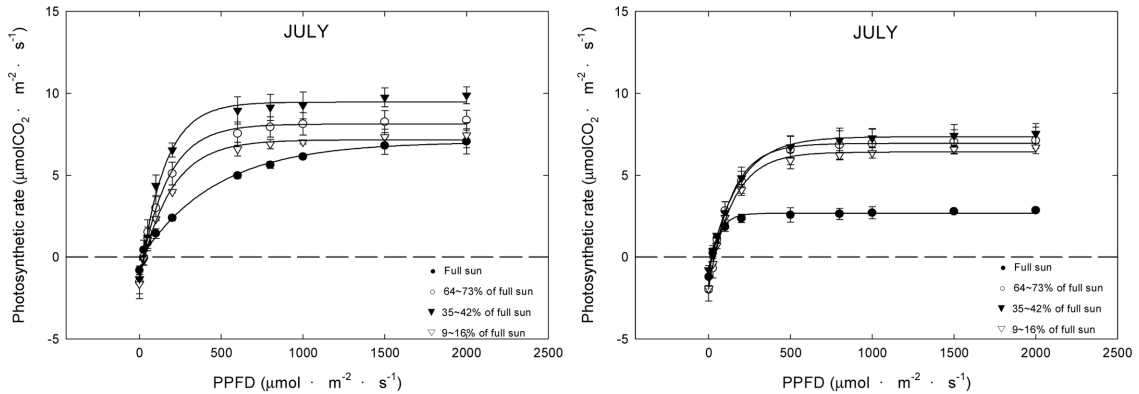 JULY
Photosynthetic rate (μmolCO₂ · m⁻² · s⁻¹)
15
10
5
0
-5
Full sun
64~73% of full sun
35~42% of full sun
9~16% of full sun
0 500 1000 1500 2000 2500
PPFD (μmol · m⁻² · s⁻¹)
JULY
Photosynthetic rate (μmolCO₂ · m⁻² · s⁻¹)
15
10
5
0
-5
Full sun
64~73% of full sun
35~42% of full sun
9~16% of full sun
0 500 1000 1500 2000 2500
PPFD (μmol · m⁻² · s⁻¹)